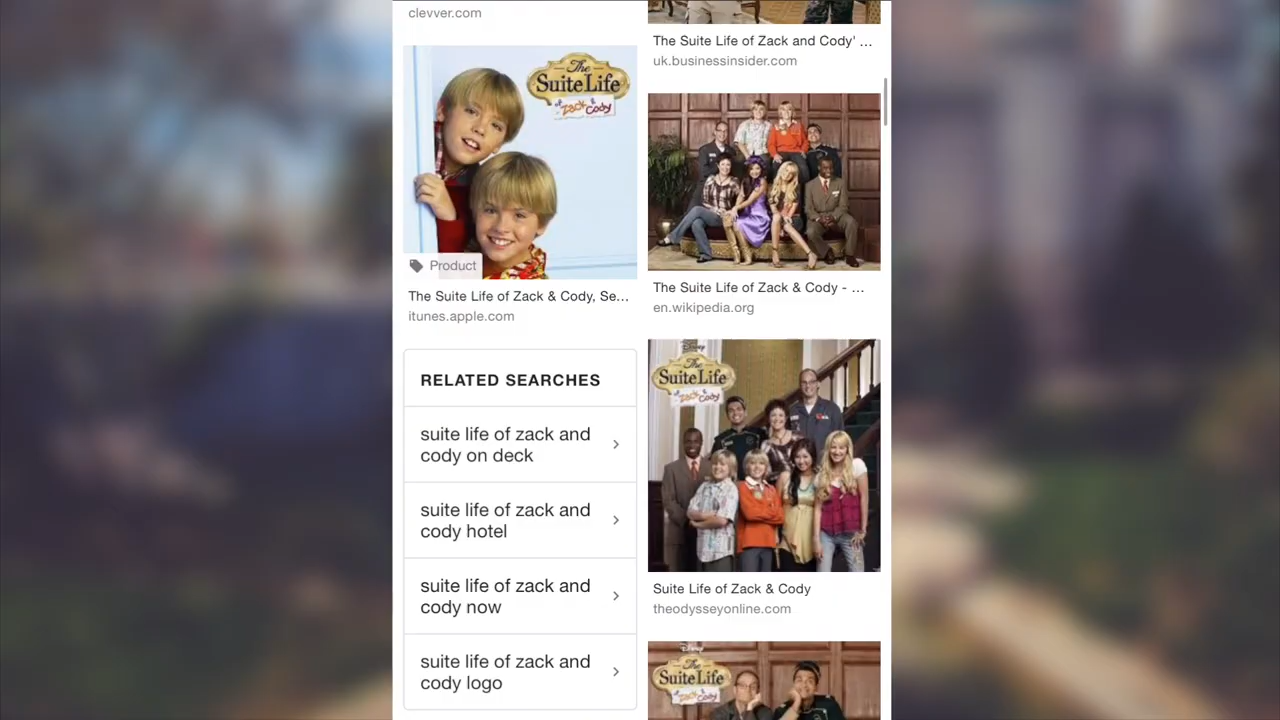 clevver.com
The
Suite Life
of Zack & Cody
Product
The Suite Life of Zack & Cody, Se...
itunes.apple.com
RELATED SEARCHES
suite life of zack and
cody on deck
suite life of zack and
cody hotel
suite life of zack and
cody now
suite life of zack and
cody logo
The Suite Life of Zack and Cody' ...
uk.businessinsider.com
The Suite Life of Zack & Cody - ...
en.wikipedia.org
Disney
The
Suite Life
of Zack & Cody
Suite Life of Zack & Cody
theodysseyonline.com
Disney
The
Suite Life
of Zack & Cody